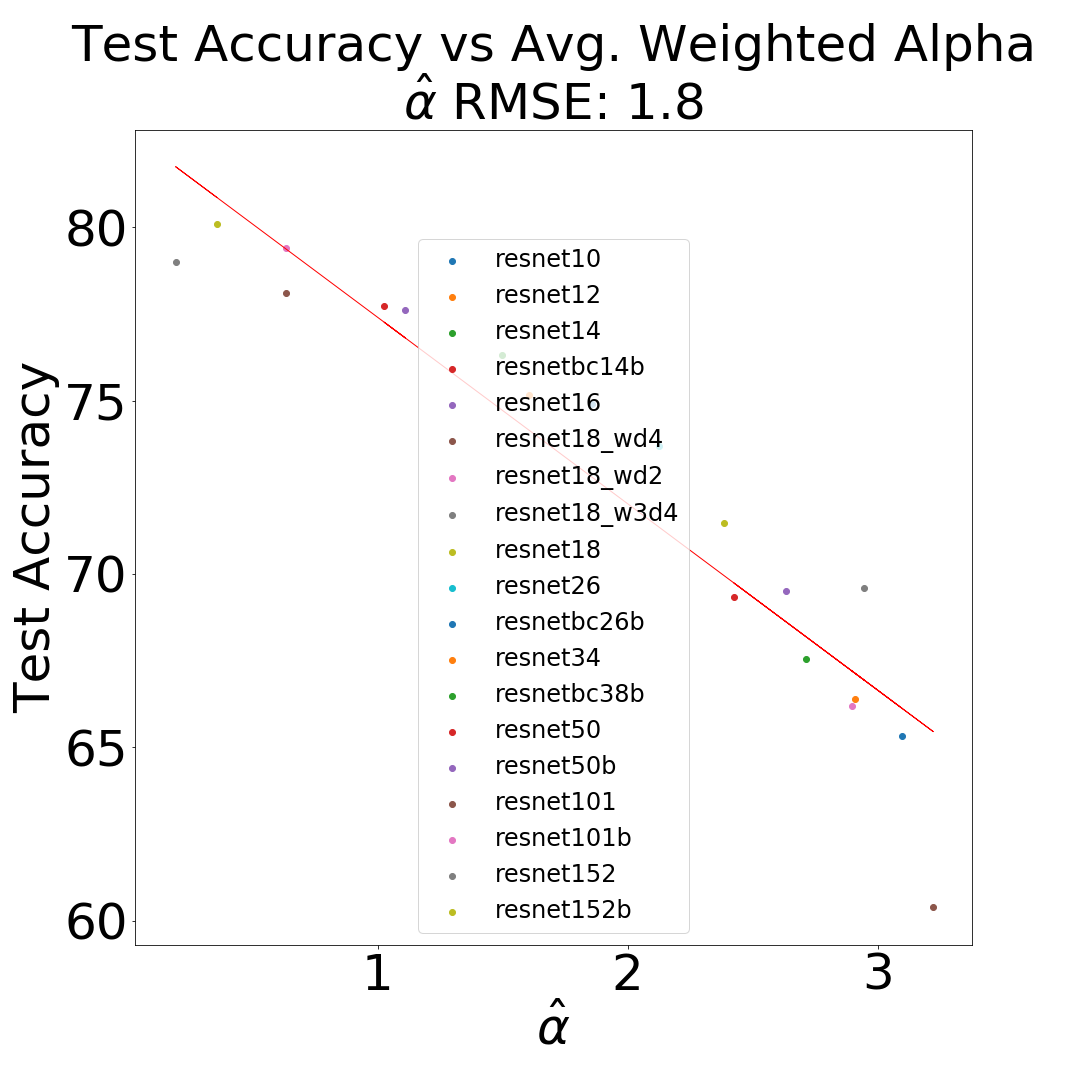 Test Accuracy vs Avg. Weighted Alpha
α̂ RMSE: 1.8
80
75
70
65
60
Test Accuracy
resnet10
resnet12
resnet14
resnetbc14b
resnet16
resnet18_wd4
resnet18_wd2
resnet18_w3d4
resnet18
resnet26
resnetbc26b
resnet34
resnetbc38b
resnet50
resnet50b
resnet101
resnet101b
resnet152
resnet152b
1 2 3
α̂